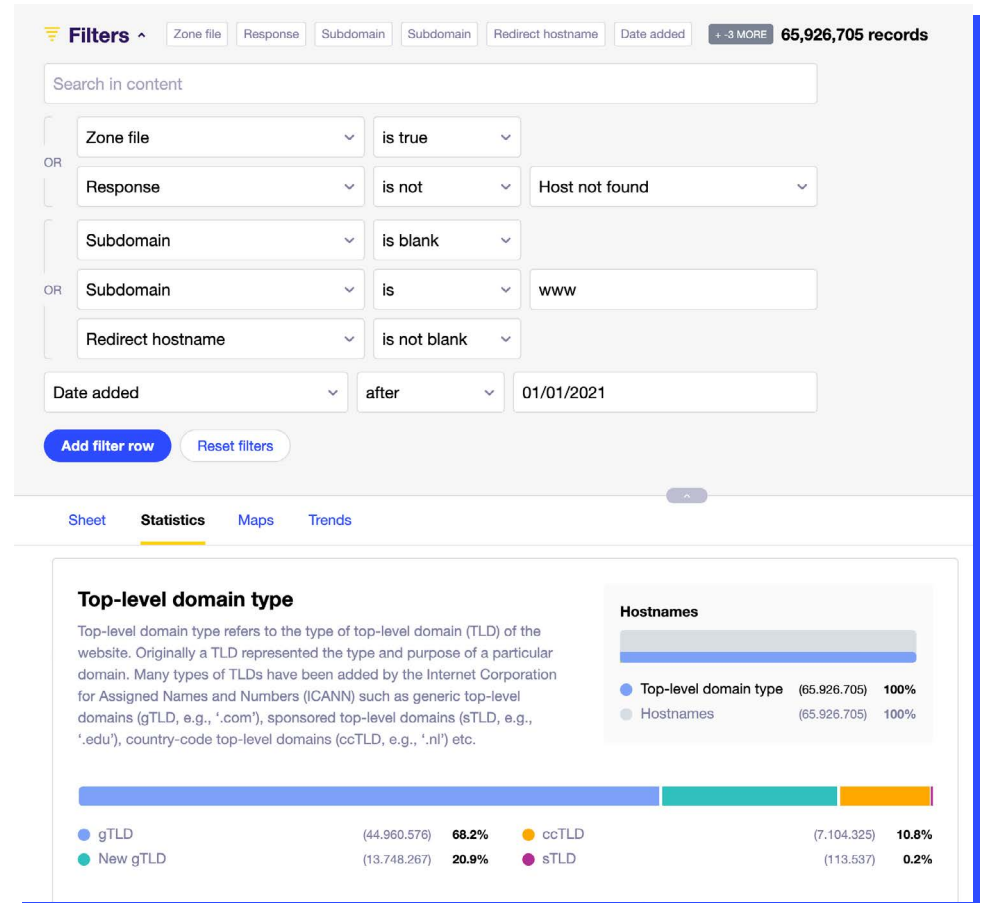 Filters Zone file Response Subdomain Subdomain Redirect hostname Date added + -3 MORE 65,926,705 records
Search in content
Zone file is true
OR
Response is not Host not found
Subdomain is blank
OR Subdomain is www
Redirect hostname is not blank
Date added after 01/01/2021
Add filter row Reset filters
Sheet Statistics Maps Trends
Top-level domain type
Top-level domain type refers to the type of top-level domain (TLD) of the
website. Originally a TLD represented the type and purpose of a particular
domain. Many types of TLDs have been added by the Internet Corporation
for Assigned Names and Numbers (ICANN) such as generic top-level
domains (gTLD, e.g., ‘.com’), sponsored top-level domains (sTLD, e.g.,
‘.edu’), country-code top-level domains (ccTLD, e.g., ‘.nl’) etc.
Hostnames
Top-level domain type (65.926.705) 100%
Hostnames (65.926.705) 100%
gTLD (44.960.576) 68.2% ccTLD (7.104.325) 10.8%
New gTLD (13.748.267) 20.9% sTLD (113.537) 0.2%